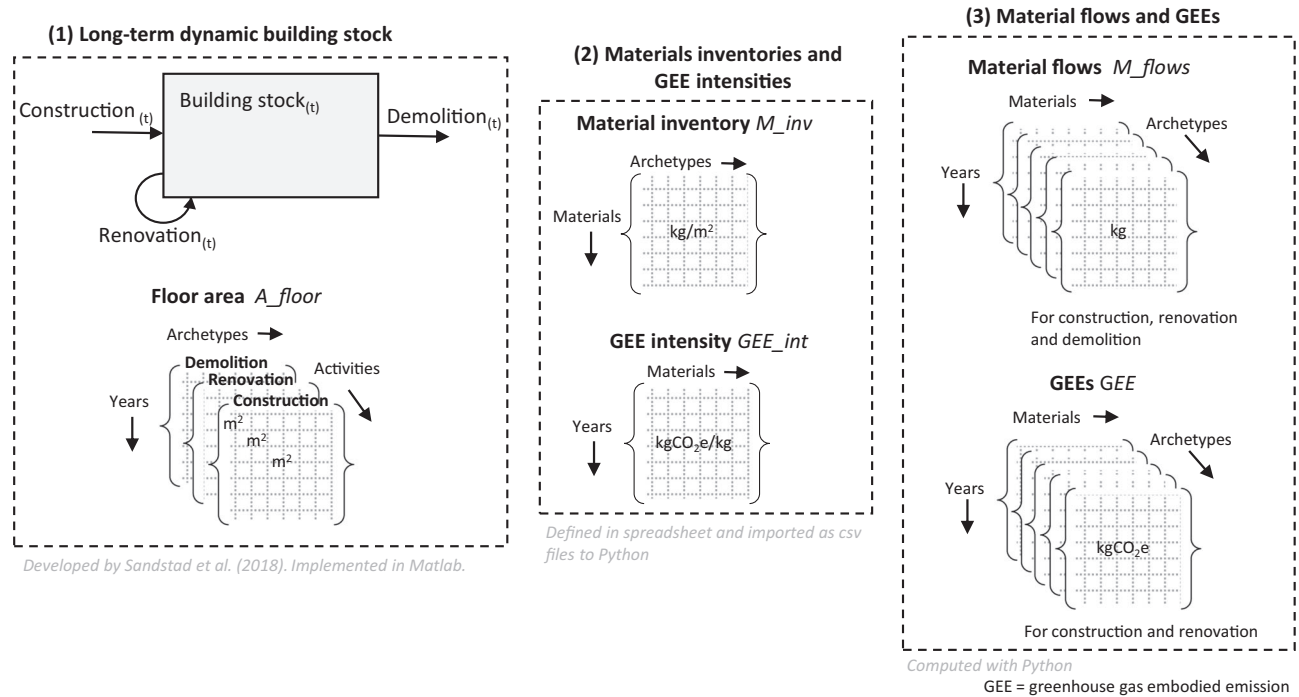 (1) Long-term dynamic building stock
Construction (t)
Building stock(t)
Demolition(t)
Renovation(t)
Floor area A_floor
Archetypes
Demolition
Renovation
Construction
Activities
Years
m²
m²
m²
Developed by Sandstad et al. (2018). Implemented in Matlab.
(2) Materials inventories and
GEE intensities
Material inventory M_inv
Archetypes
Materials
kg/m²
GEE intensity GEE_int
Materials
Years
kgCO₂e/kg
Defined in spreadsheet and imported as csv
files to Python
(3) Material flows and GEEs
Material flows M_flows
Materials
Archetypes
Years
kg
For construction, renovation
and demolition
GEEs GEE
Materials
Archetypes
Years
kgCO₂e
For construction and renovation
Computed with Python
GEE = greenhouse gas embodied emission